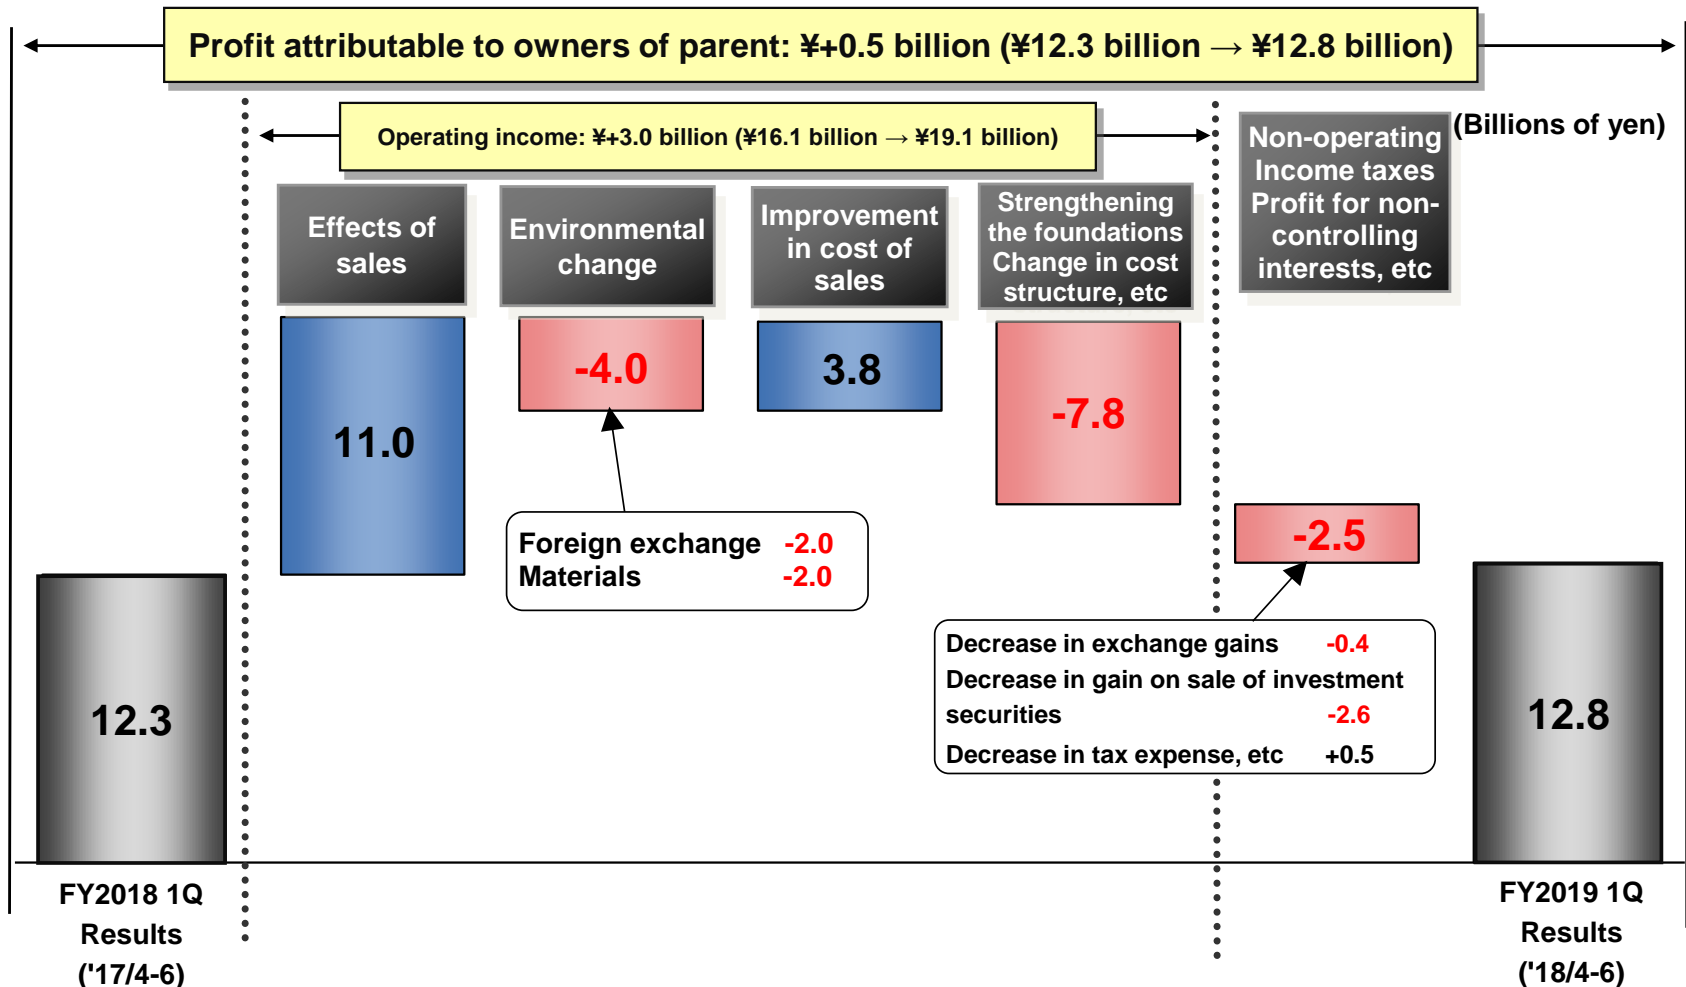 Profit attributable to owners of parent: ¥+0.5 billion (¥12.3 billion → ¥12.8 billion)
Operating income: ¥+3.0 billion (¥16.1 billion → ¥19.1 billion)
(Billions of yen)
Effects of
sales
Environmental
change
Improvement
in cost of
sales
Strengthening
the foundations
Change in cost
structure, etc
Non-operating
Income taxes
Profit for non-
controlling
interests, etc
11.0
-4.0
3.8
-7.8
-2.5
Foreign exchange -2.0
Materials -2.0
Decrease in exchange gains -0.4
Decrease in gain on sale of investment
securities -2.6
Decrease in tax expense, etc +0.5
12.3
12.8
FY2018 1Q
Results
('17/4-6)
FY2019 1Q
Results
('18/4-6)